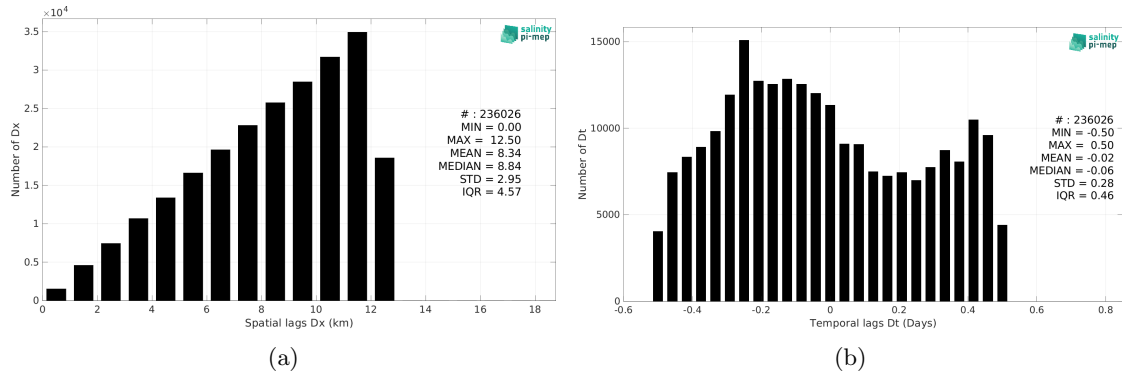 ×10⁴
3.5
3
2.5
2
1.5
1
0.5
0
Number of Dx
0 2 4 6 8 10 12 14 16 18
Spatial lags Dx (km)
salinity
pi-mep
# : 236026
MIN = 0.00
MAX = 12.50
MEAN = 8.34
MEDIAN = 8.84
STD = 2.95
IQR = 4.57
(a)
15000
10000
5000
0
Number of Dt
-0.6 -0.4 -0.2 0 0.2 0.4 0.6 0.8
Temporal lags Dt (Days)
salinity
pi-mep
# : 236026
MIN = -0.50
MAX = 0.50
MEAN = -0.02
MEDIAN = -0.06
STD = 0.28
IQR = 0.46
(b)